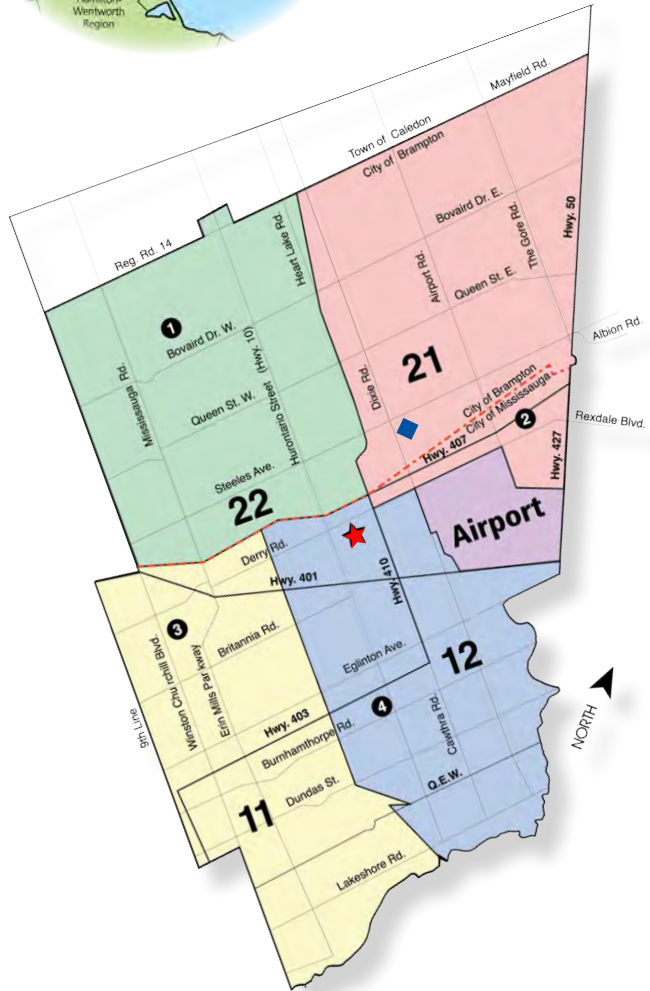 Hamilton-
Wentworth
Region
Mayfield Rd.
Town of Caledon
City of Brampton
Reg. Rd. 14
Heart Lake Rd.
Bovaird Dr. E.
The Gore Rd.
Hwy. 50
Airport Rd.
Queen St. E.
1
Bovaird Dr. W.
Hurontario Street (Hwy. 10)
Mississauga Rd.
Queen St. W.
Dixie Rd.
21
Albion Rd.
City of Brampton
City of Mississauga
2
Rexdale Blvd.
Hwy. 407
Hwy. 427
Steeles Ave.
22
Airport
Derry Rd.
Hwy. 401
Hwy. 410
3
Britannia Rd.
Winston Churchill Blvd.
Erin Mills Parkway
Eglinton Ave.
12
9th Line
4
Hwy. 403
Burnhamthorpe Rd.
Cawthra Rd.
NORTH
Dundas St.
Q.E.W.
11
Lakeshore Rd.